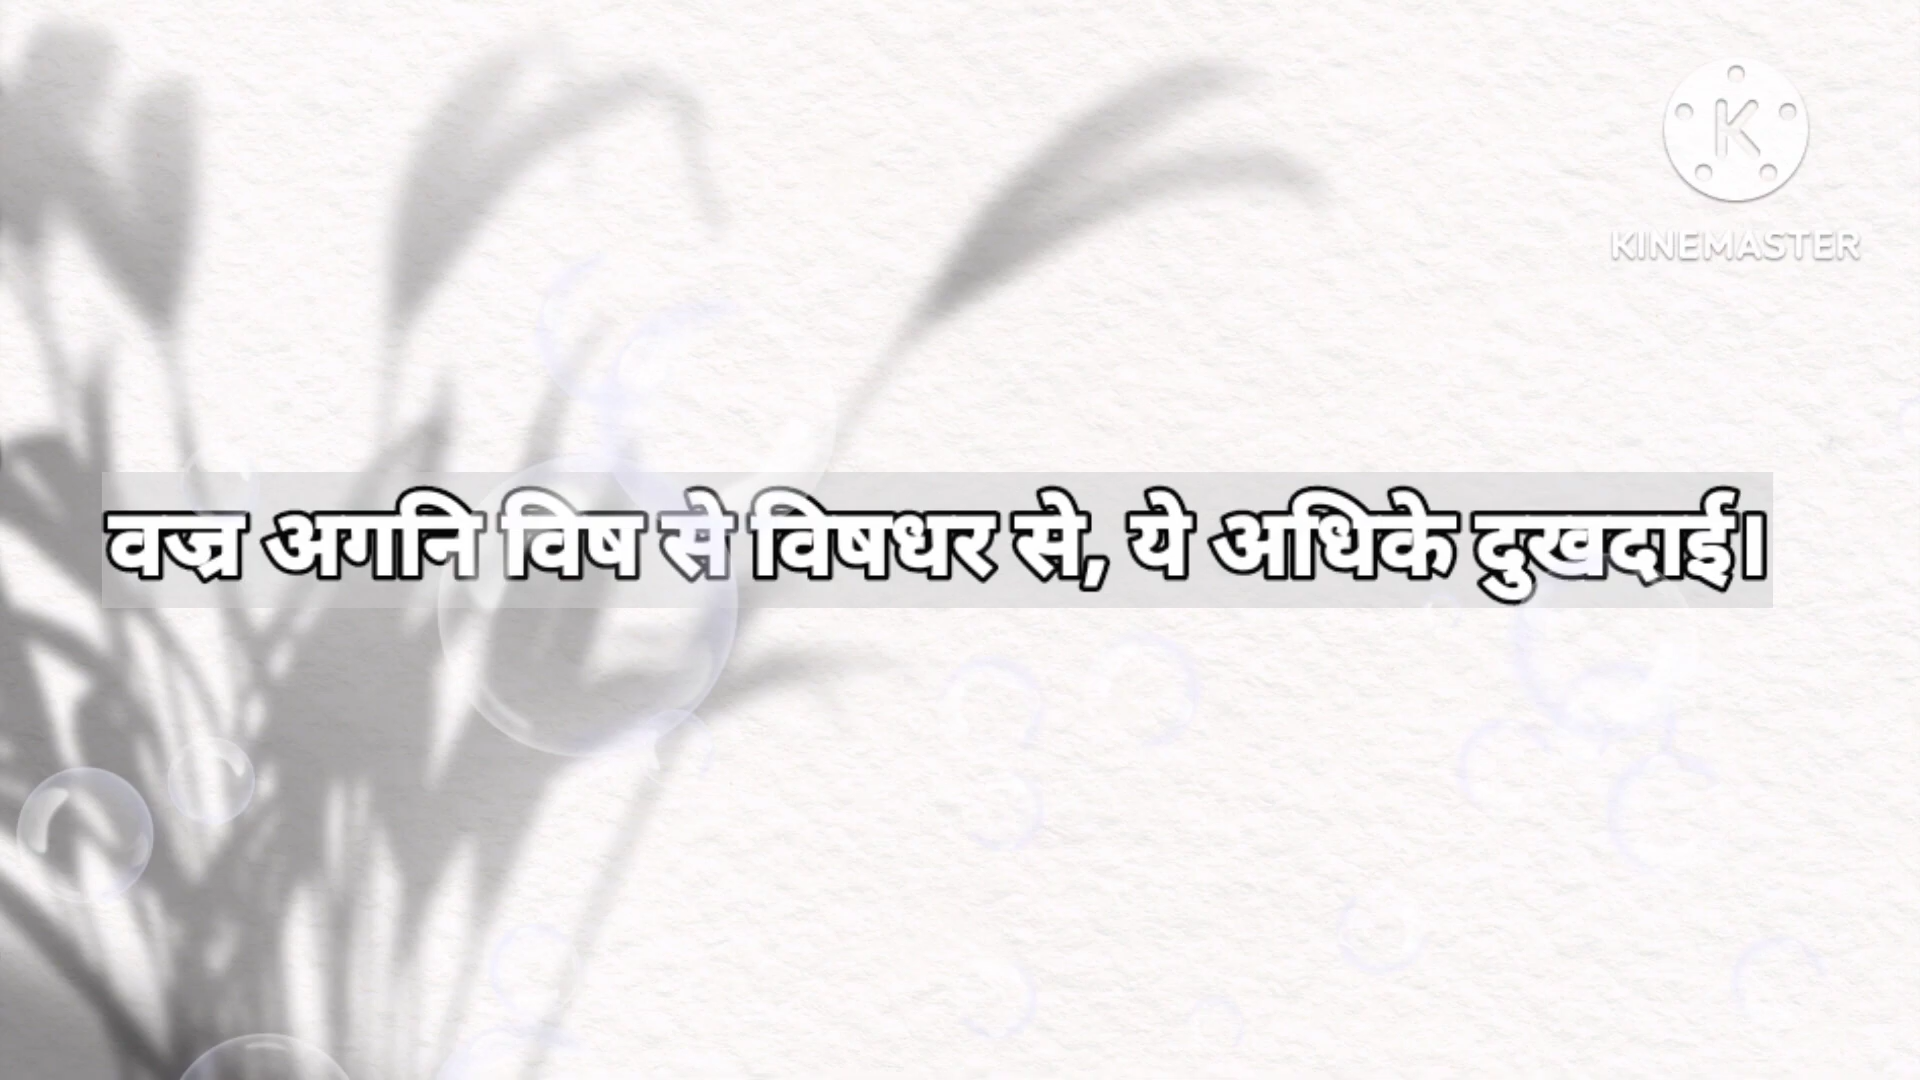 KINEMASTER
वज्र अगनि विष से विषधर से, ये अधिके दुखदाई।